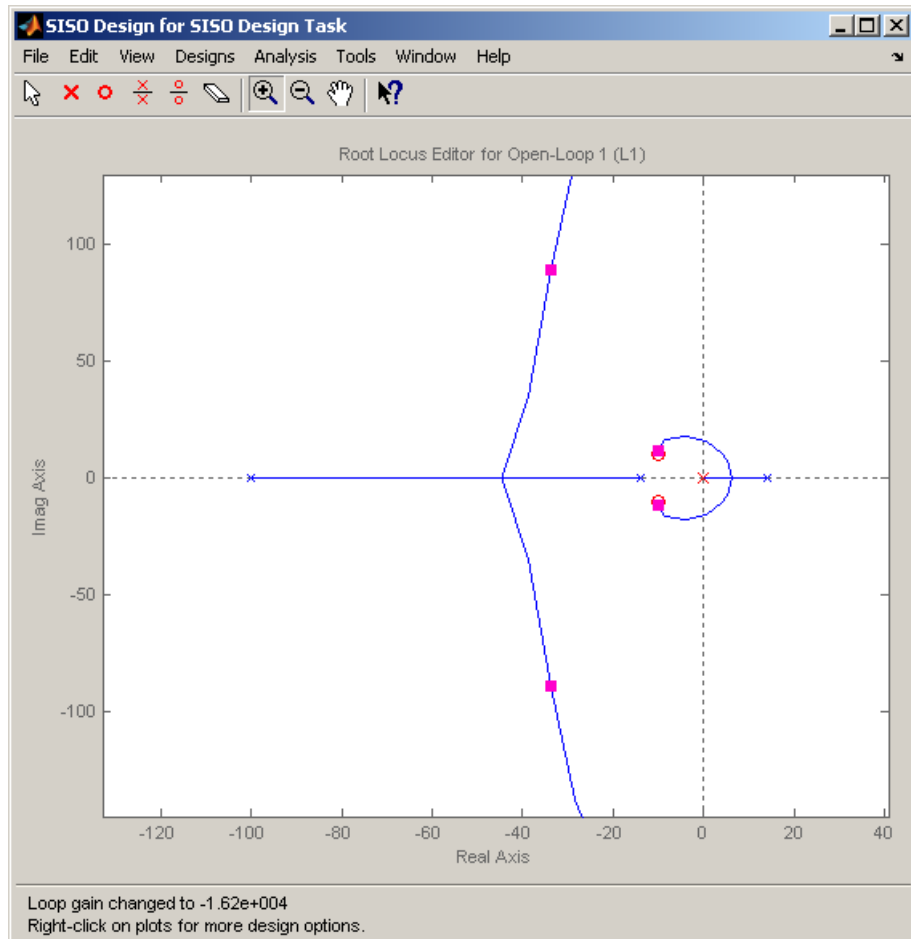 SISO Design for SISO Design Task
File Edit View Designs Analysis Tools Window Help
Root Locus Editor for Open-Loop 1 (L1)
100
50
0
-50
-100
Imag Axis
-120 -100 -80 -60 -40 -20 0 20 40
Real Axis
Loop gain changed to -1.62e+004
Right-click on plots for more design options.